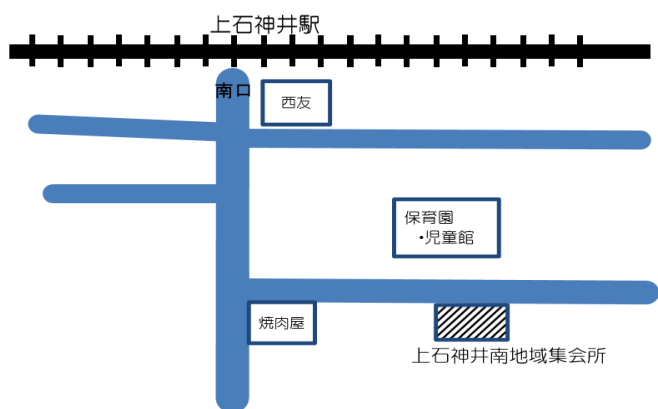 上石神井駅
南口
西友
保育園
・児童館
焼肉屋
上石神井南地域集会所